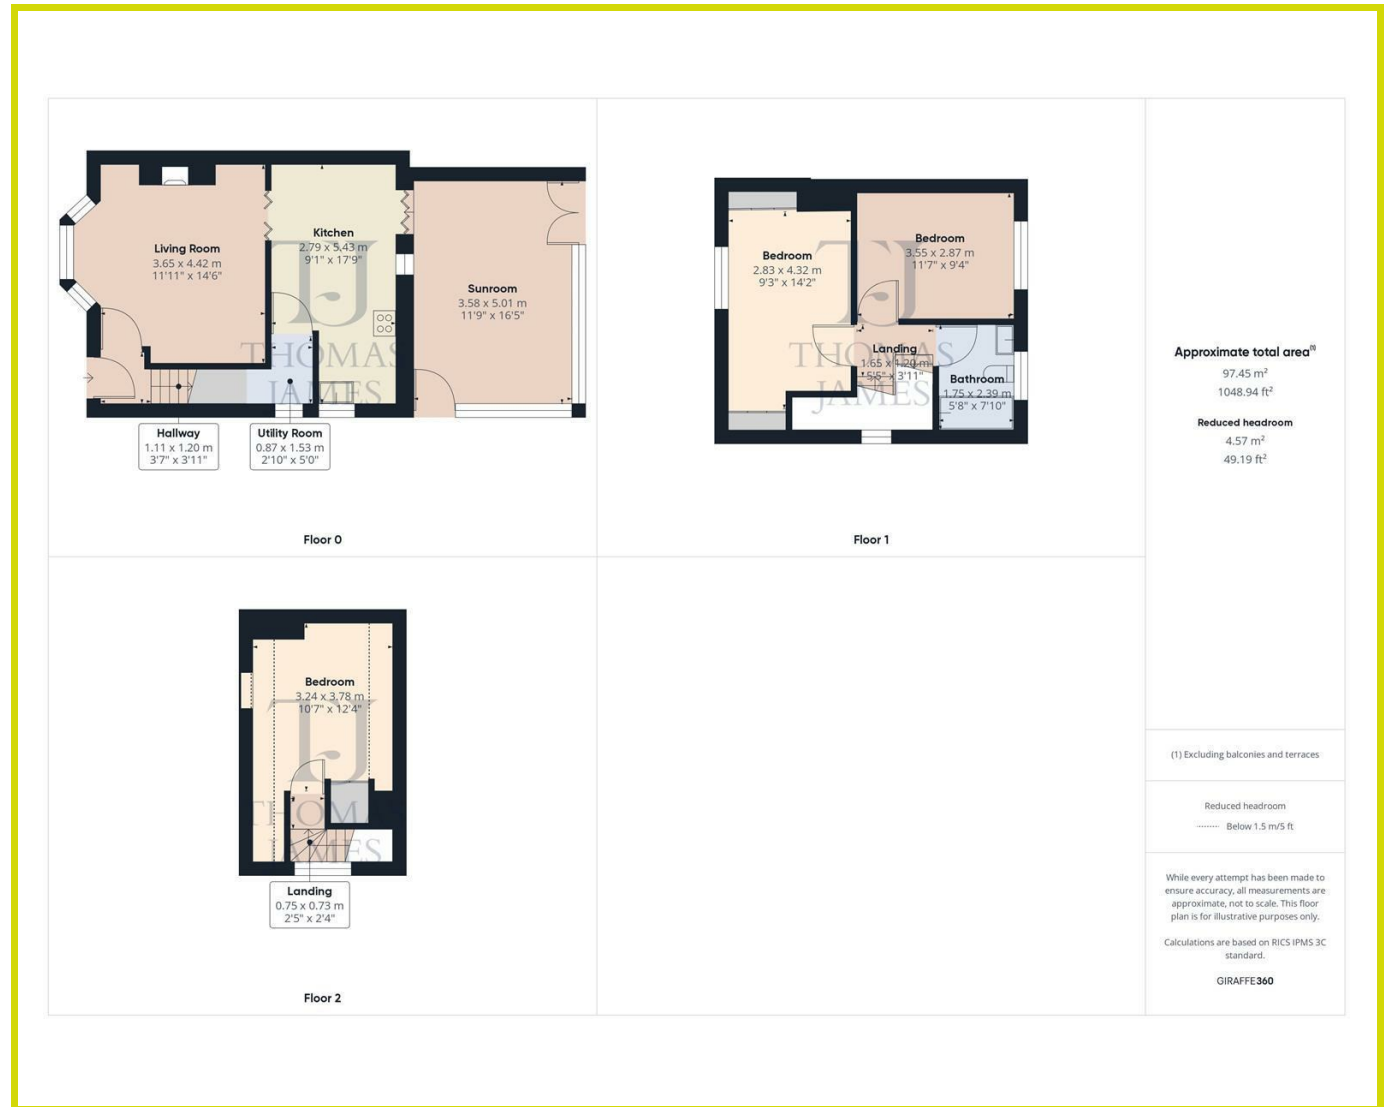 Living Room
3.65 x 4.42 m
11'11" x 14'6"
Kitchen
2.79 x 5.43 m
9'1" x 17'9"
Sunroom
3.58 x 5.01 m
11'9" x 16'5"
TJ
THOMAS
JAMES
Hallway
1.11 x 1.20 m
3'7" x 3'11"
Utility Room
0.87 x 1.53 m
2'10" x 5'0"
Floor 0
Bedroom
2.83 x 4.32 m
9'3" x 14'2"
Bedroom
3.55 x 2.87 m
11'7" x 9'4"
Landing
1.65 x 1.20 m
5'5" x 3'11"
Bathroom
1.75 x 2.39 m
5'8" x 7'10"
TJ
THOMAS
JAMES
Floor 1
Bedroom
3.24 x 3.78 m
10'7" x 12'4"
TJ
THOMAS
JAMES
Landing
0.75 x 0.73 m
2'5" x 2'4"
Floor 2
Approximate total area(1)
97.45 m²
1048.94 ft²
Reduced headroom
4.57 m²
49.19 ft²
(1) Excluding balconies and terraces
Reduced headroom
Below 1.5 m/5 ft
While every attempt has been made to
ensure accuracy, all measurements are
approximate, not to scale. This floor
plan is for illustrative purposes only.
Calculations are based on RICS IPMS 3C
standard.
GIRAFFE360